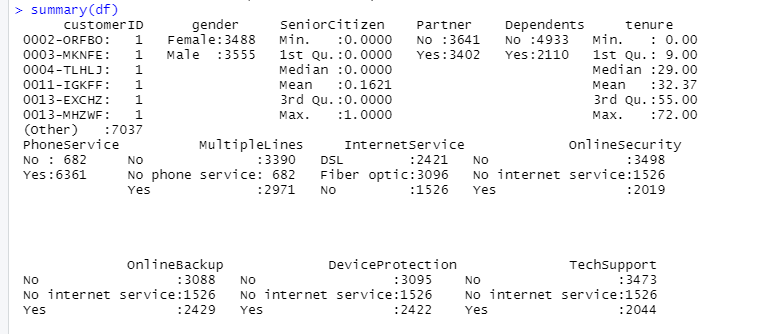 > summary(df)
customerID gender SeniorCitizen Partner Dependents tenure
0002-ORFBO: 1 Female:3488 Min. :0.0000 No :3641 No :4933 Min. : 0.00
0003-MKNFE: 1 Male :3555 1st Qu.:0.0000 Yes:3402 Yes:2110 1st Qu.: 9.00
0004-TLHLJ: 1 Median :0.0000 Median :29.00
0011-IGKFF: 1 Mean :0.1621 Mean :32.37
0013-EXCHZ: 1 3rd Qu.:0.0000 3rd Qu.:55.00
0013-MHZWF: 1 Max. :1.0000 Max. :72.00
(Other) :7037
PhoneService MultipleLines InternetService OnlineSecurity
No : 682 No :3390 DSL :2421 No :3498
Yes:6361 No phone service: 682 Fiber optic:3096 No internet service:1526
Yes :2971 No :1526 Yes :2019
OnlineBackup DeviceProtection TechSupport
No :3088 No :3095 No :3473
No internet service:1526 No internet service:1526 No internet service:1526
Yes :2429 Yes :2422 Yes :2044